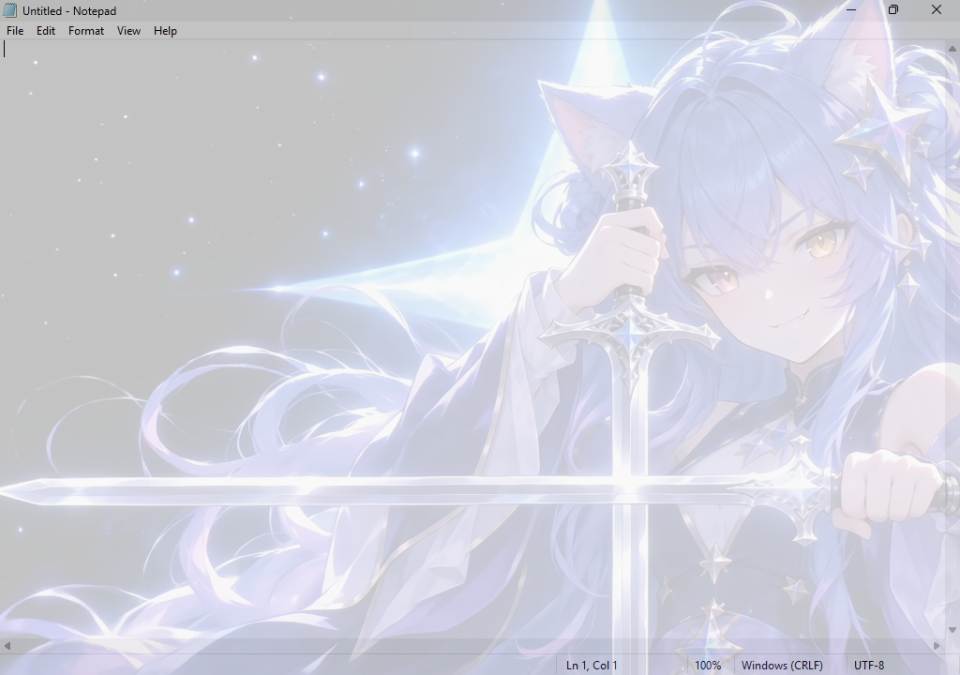 Untitled - Notepad
File Edit Format View Help
Ln 1, Col 1 100% Windows (CRLF) UTF-8